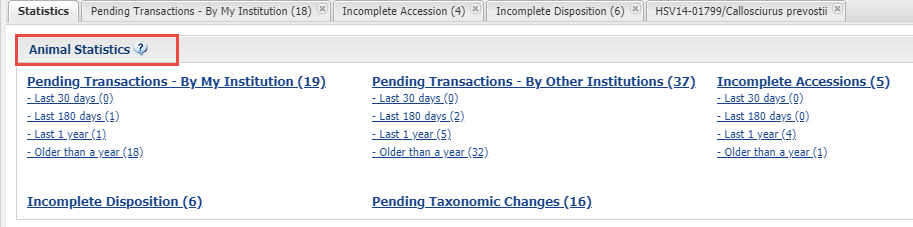 Statistics Pending Transactions - By My Institution (18) Incomplete Accession (4) Incomplete Disposition (6) HSV14-01799/Callosciurus prevostii
Animal Statistics ?
Pending Transactions - By My Institution (19) Pending Transactions - By Other Institutions (37) Incomplete Accessions (5)
- Last 30 days (0) - Last 30 days (0) - Last 30 days (0)
- Last 180 days (1) - Last 180 days (2) - Last 180 days (0)
- Last 1 year (1) - Last 1 year (5) - Last 1 year (4)
- Older than a year (18) - Older than a year (32) - Older than a year (1)
Incomplete Disposition (6) Pending Taxonomic Changes (16)